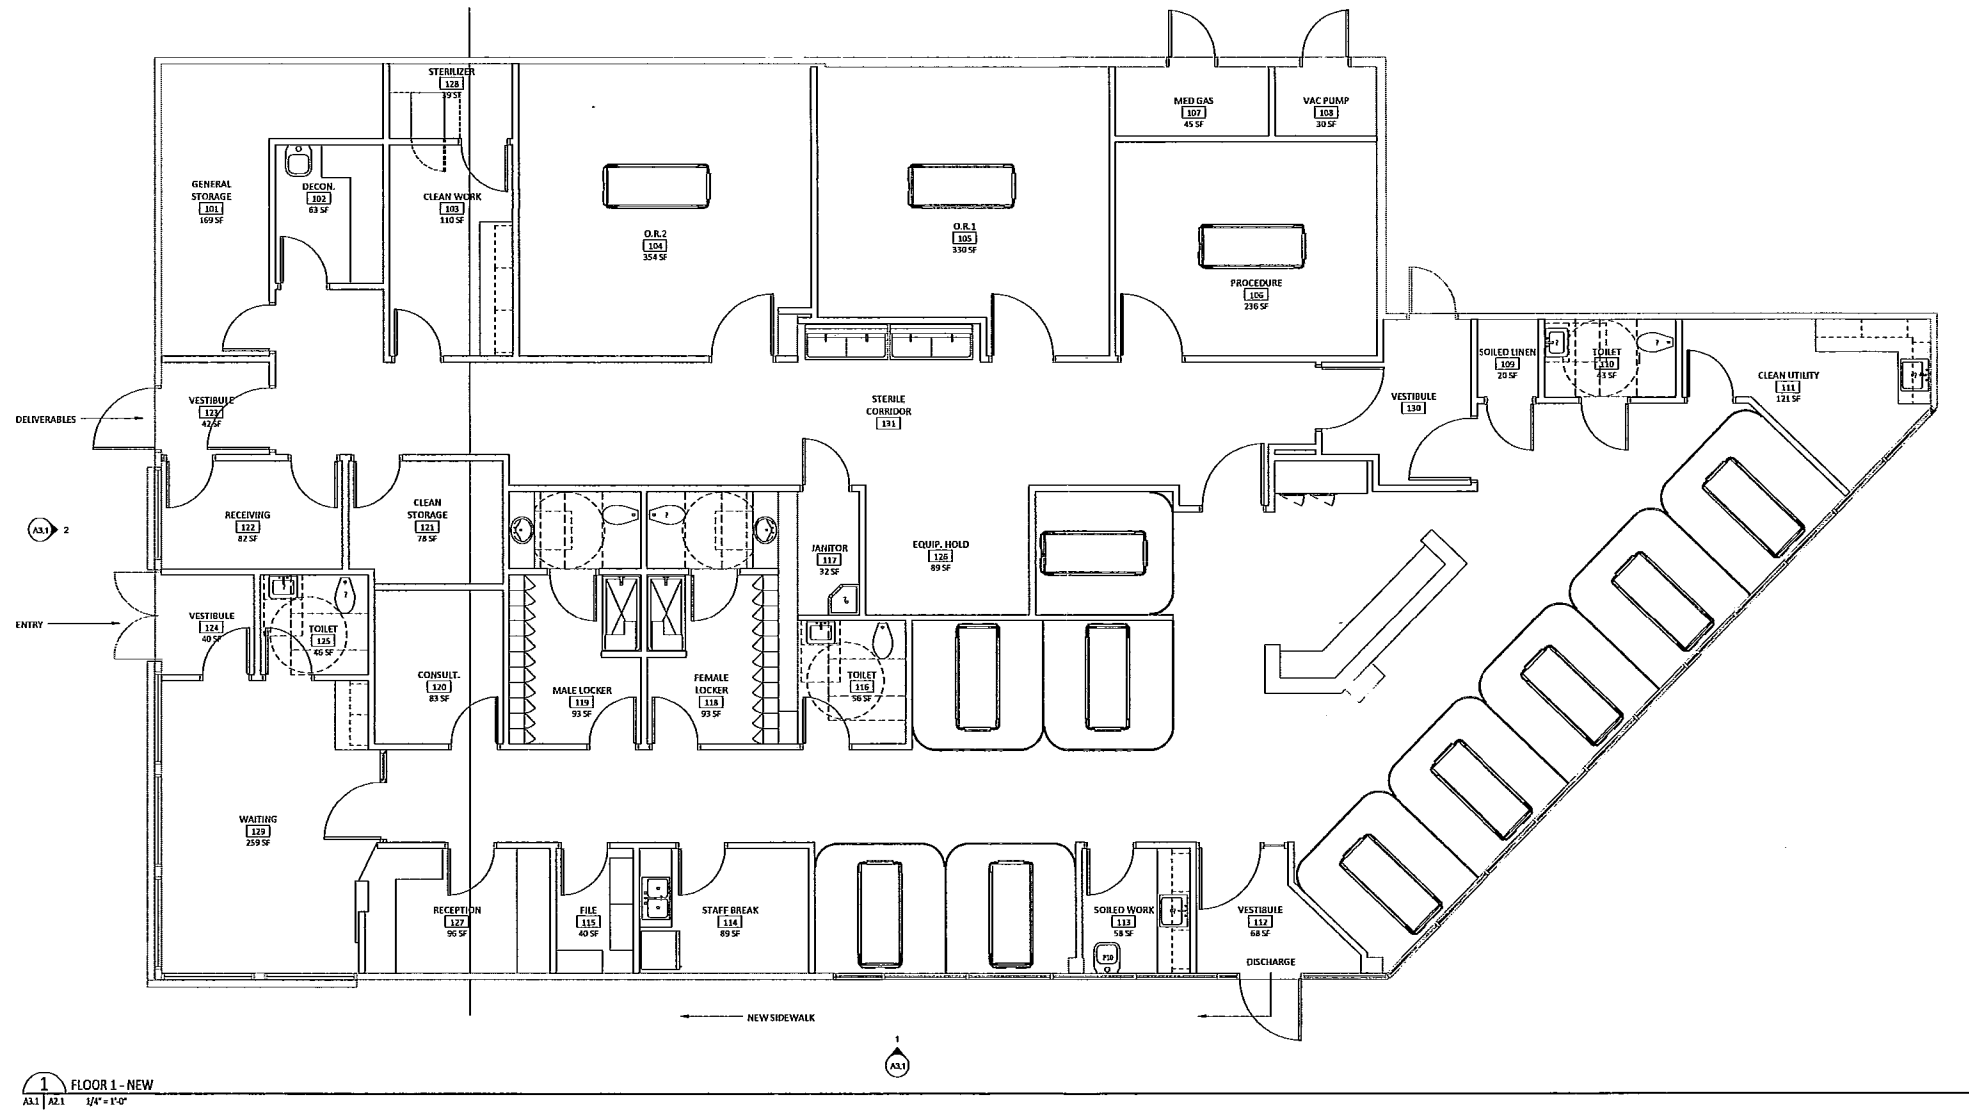 STERILIZER
128
39 SF
MED GAS
107
45 SF
VAC PUMP
108
30 SF
GENERAL
STORAGE
101
169 SF
DECON.
102
63 SF
CLEAN WORK
103
110 SF
O.R.2
104
354 SF
O.R.1
105
330 SF
PROCEDURE
106
236 SF
SOILED LINEN
109
20 SF
TOILET
110
43 SF
CLEAN UTILITY
111
121 SF
DELIVERABLES
VESTIBULE
123
42 SF
STERILE
CORRIDOR
131
VESTIBULE
130
A3.1
2
RECEIVING
122
82 SF
CLEAN
STORAGE
121
78 SF
JANITOR
117
32 SF
EQUIP. HOLD
126
89 SF
ENTRY
VESTIBULE
124
40 SF
TOILET
125
46 SF
CONSULT.
120
83 SF
MALE LOCKER
119
93 SF
FEMALE
LOCKER
118
93 SF
TOILET
116
56 SF
WAITING
129
259 SF
RECEPTION
127
96 SF
FILE
115
40 SF
STAFF BREAK
114
89 SF
SOILED WORK
113
58 SF
P10
VESTIBULE
112
68 SF
DISCHARGE
NEW SIDEWALK
1
A3.1
1
FLOOR 1 - NEW
A3.1 A2.1 1/4" = 1'-0"